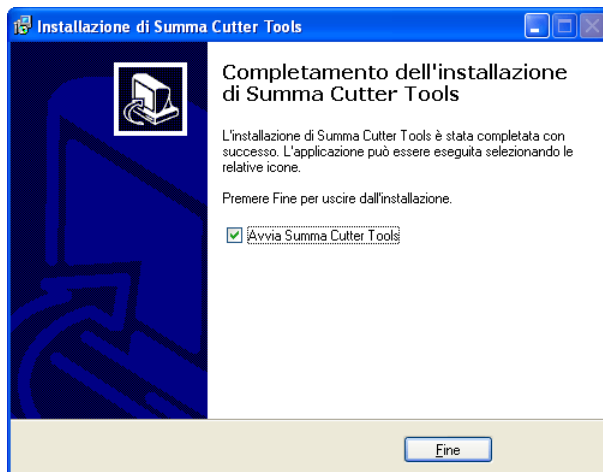 Installazione di Summa Cutter Tools
Completamento dell'installazione
di Summa Cutter Tools
L'installazione di Summa Cutter Tools è stata completata con
successo. L'applicazione può essere eseguita selezionando le
relative icone.
Premere Fine per uscire dall'installazione.
Avvia Summa Cutter Tools
Fine